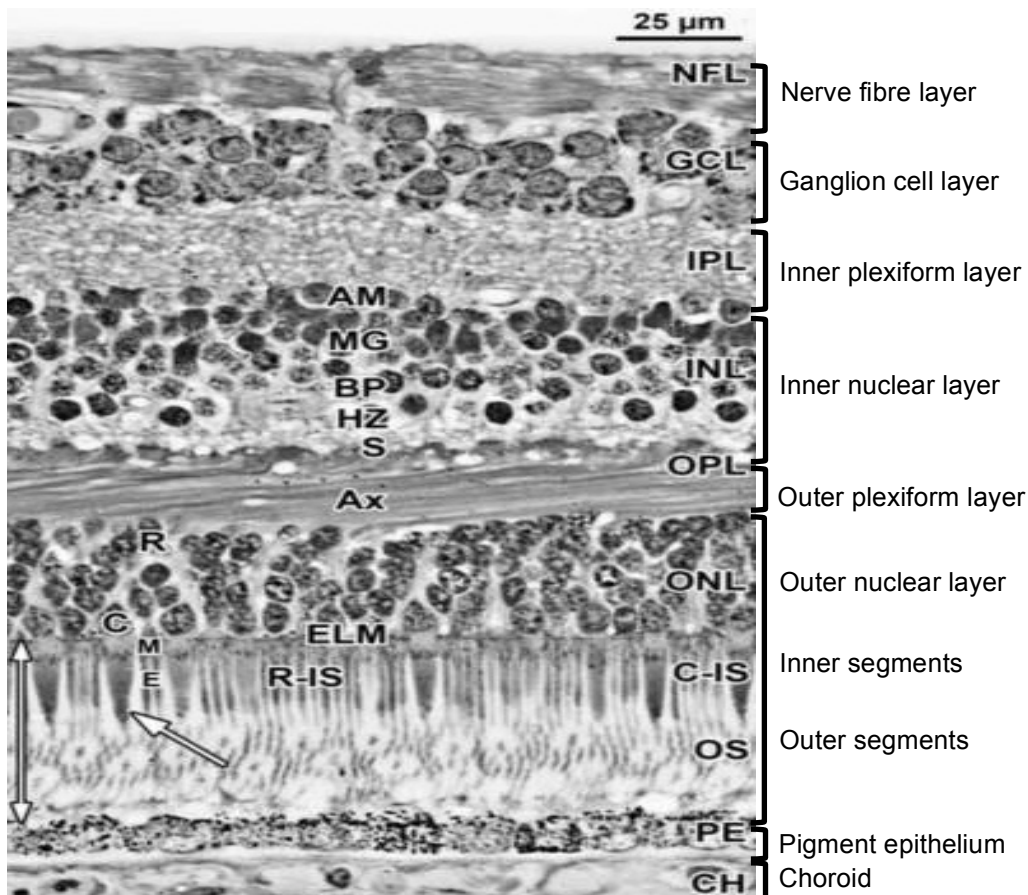 25 µm
NFL
Nerve fibre layer
GCL
Ganglion cell layer
IPL
Inner plexiform layer
AM
MG
INL
BP
Inner nuclear layer
HZ
S
OPL
Ax
Outer plexiform layer
R
ONL
Outer nuclear layer
C
ELM
M
Inner segments
E
R-IS
C-IS
OS
Outer segments
PE
Pigment epithelium
CH
Choroid